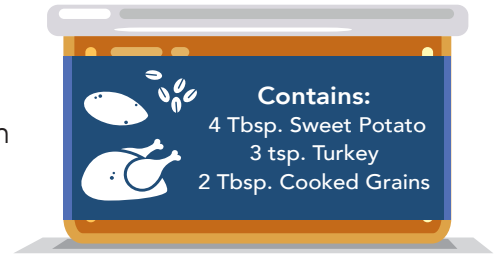 Contains:
4 Tbsp. Sweet Potato
3 tsp. Turkey
2 Tbsp. Cooked Grains